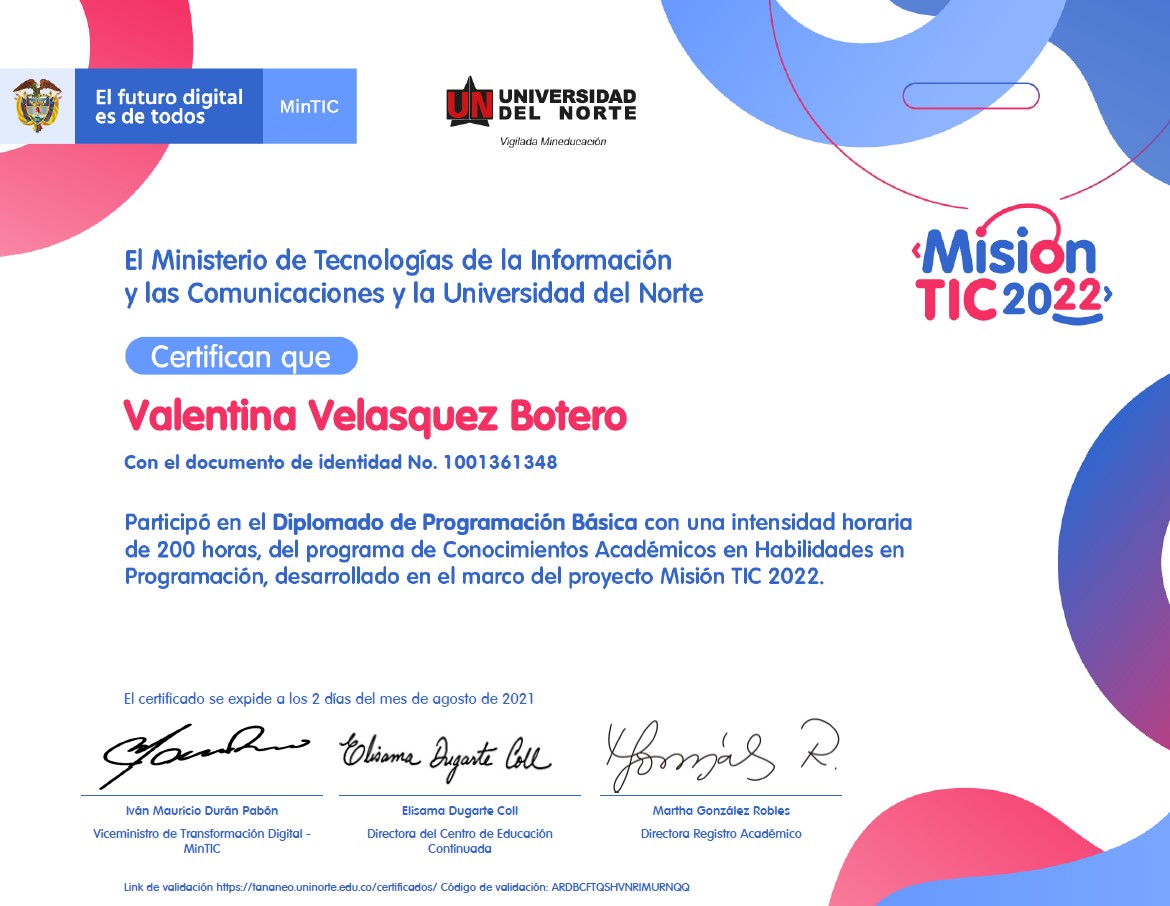 El futuro digital
es de todos
MinTIC
UN UNIVERSIDAD
DEL NORTE
Vigilada Mineducación
‹Misión
TIC 2022›
El Ministerio de Tecnologías de la Información
y las Comunicaciones y la Universidad del Norte
Certifican que
Valentina Velasquez Botero
Con el documento de identidad No. 1001361348
Participó en el Diplomado de Programación Básica con una intensidad horaria
de 200 horas, del programa de Conocimientos Académicos en Habilidades en
Programación, desarrollado en el marco del proyecto Misión TIC 2022.
El certificado se expide a los 2 días del mes de agosto de 2021
Elisama Dugarte Coll
Iván Mauricio Durán Pabón
Viceministro de Transformación Digital -
MinTIC
Elisama Dugarte Coll
Directora del Centro de Educación
Continuada
Martha González Robles
Directora Registro Académico
Link de validación https://tananeo.uninorte.edu.co/certificados/ Código de validación: ARDBCFTQSHVNRIMURNQQ